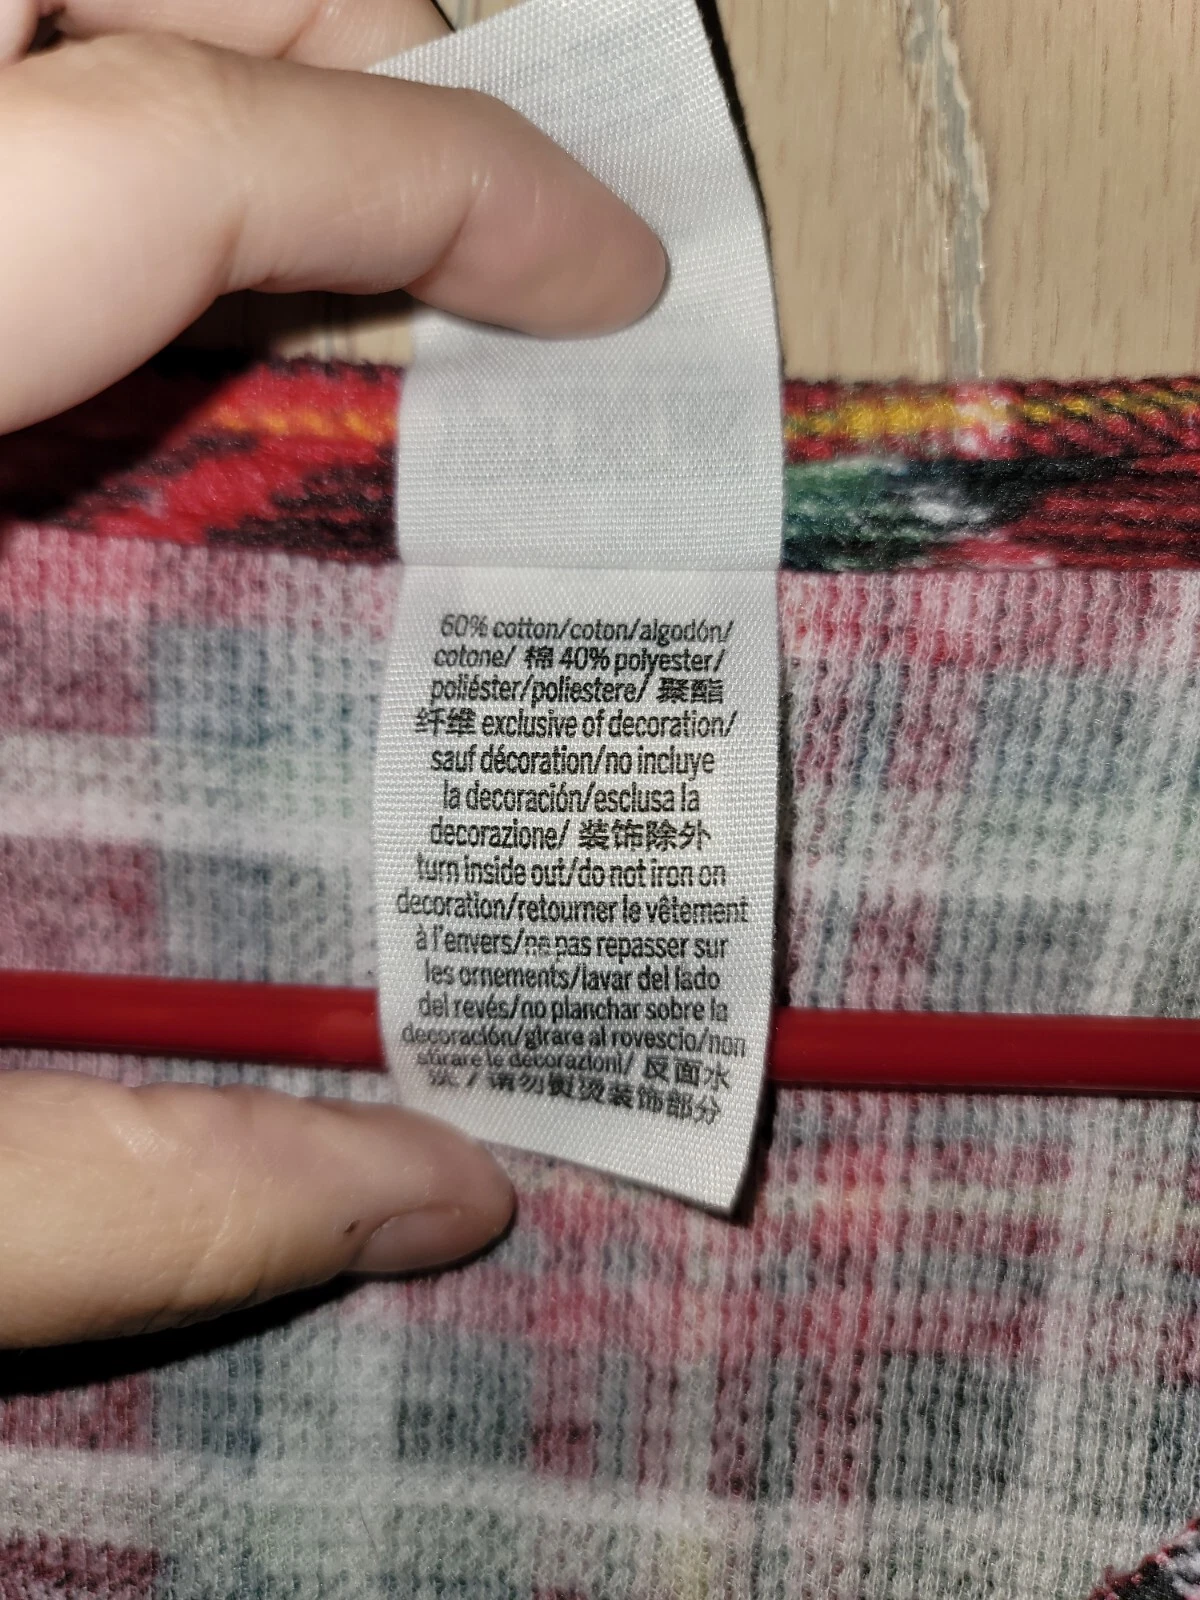 60% cotton/coton/algodón/
cotone/ 棉 40% polyester/
poliéster/poliestere/ 聚酯
纤维 exclusive of decoration/
sauf décoration/no incluye
la decoración/esclusa la
decorazione/ 装饰除外
turn inside out/do not iron on
decoration/retourner le vêtement
à l'envers/ne pas repasser sur
les ornements/lavar del lado
del revés/no planchar sobre la
decoración/girare al rovescio/non
stirare le decorazioni/ 反面水
洗 / 请勿熨烫装饰部分